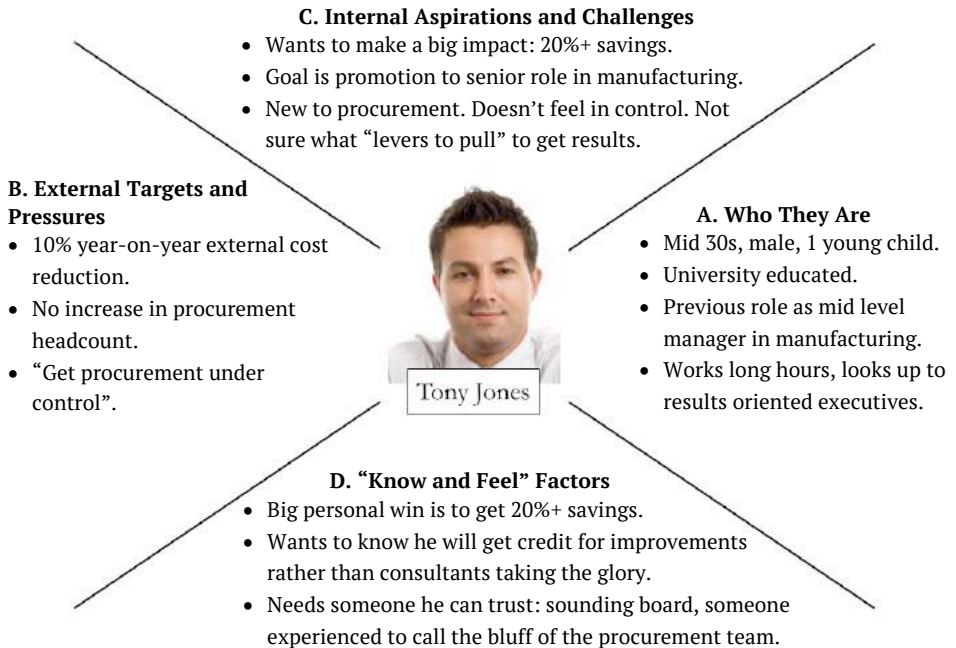 C. Internal Aspirations and Challenges
• Wants to make a big impact: 20%+ savings.
• Goal is promotion to senior role in manufacturing.
• New to procurement. Doesn’t feel in control. Not
sure what “levers to pull” to get results.
B. External Targets and
Pressures
• 10% year-on-year external cost
reduction.
• No increase in procurement
headcount.
• “Get procurement under
control”.
A. Who They Are
• Mid 30s, male, 1 young child.
• University educated.
• Previous role as mid level
manager in manufacturing.
• Works long hours, looks up to
results oriented executives.
Tony Jones
D. “Know and Feel” Factors
• Big personal win is to get 20%+ savings.
• Wants to know he will get credit for improvements
rather than consultants taking the glory.
• Needs someone he can trust: sounding board, someone
experienced to call the bluff of the procurement team.